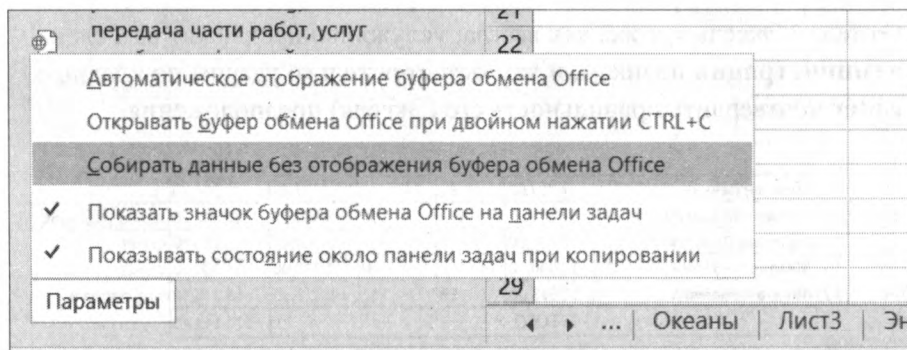 передача части работ, услуг
21
22
Автоматическое отображение буфера обмена Office
Открывать буфер обмена Office при двойном нажатии CTRL+C
Собирать данные без отображения буфера обмена Office
✓ Показать значок буфера обмена Office на панели задач
✓ Показывать состояние около панели задач при копировании
29
Параметры
... Океаны Лист3 Эн